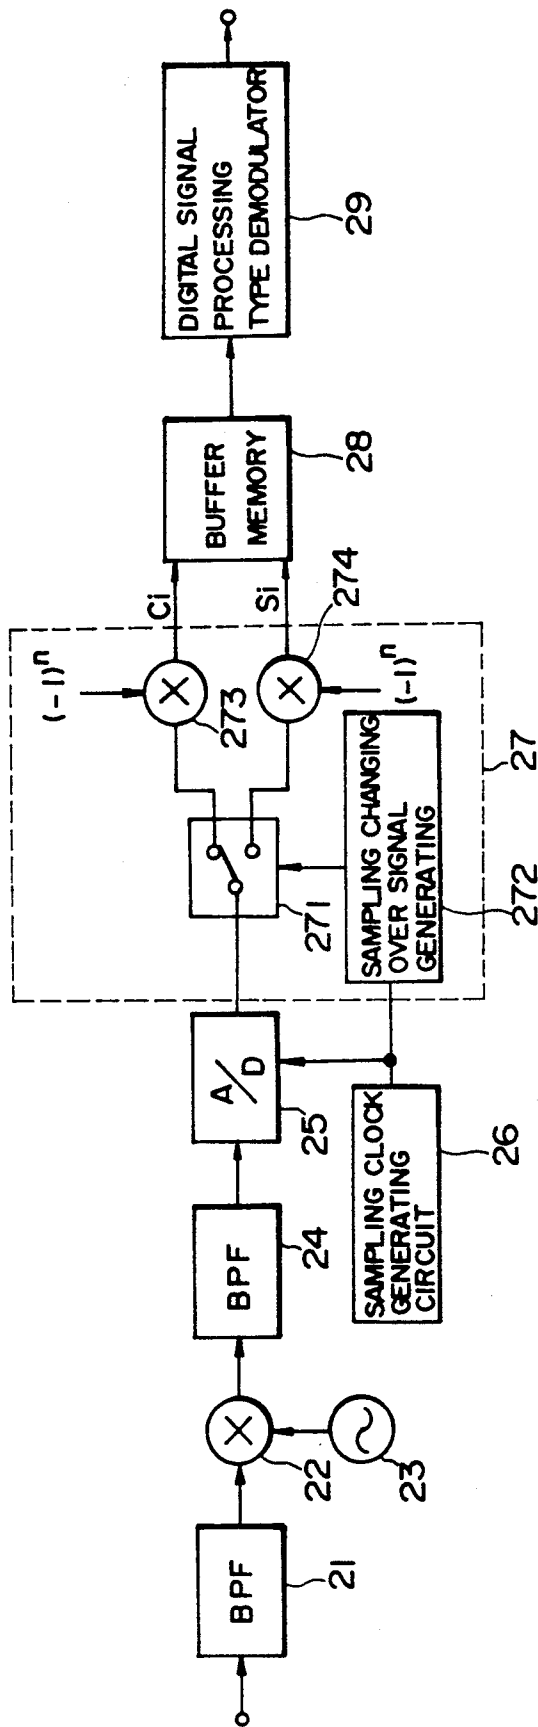 BPF
21
22
23
BPF
24
A/D
25
SAMPLING CLOCK
GENERATING
CIRCUIT
26
271
SAMPLING CHANGING
OVER SIGNAL
GENERATING
272
27
(-1)ⁿ
273
Ci
(-1)ⁿ
274
Si
BUFFER
MEMORY
28
DIGITAL SIGNAL
PROCESSING
TYPE DEMODULATOR
29